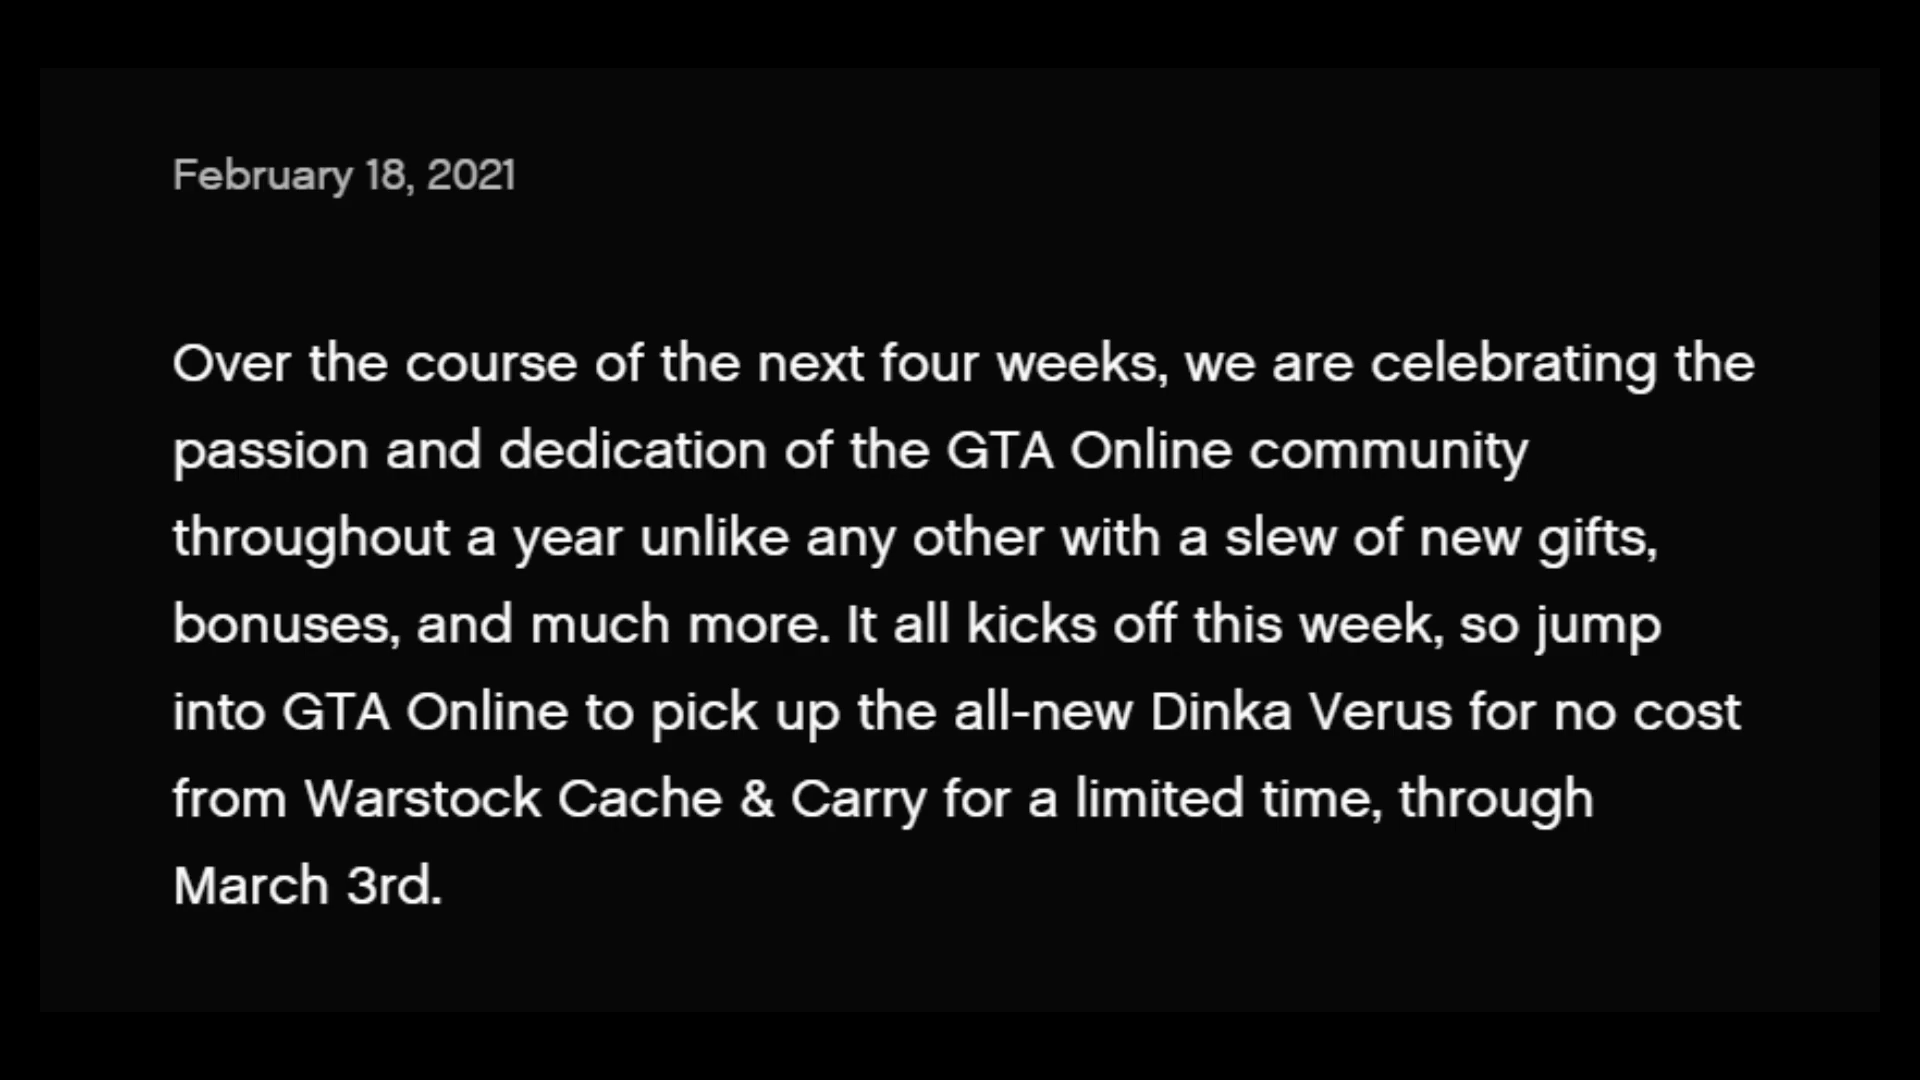 February 18, 2021
Over the course of the next four weeks, we are celebrating the
passion and dedication of the GTA Online community
throughout a year unlike any other with a slew of new gifts,
bonuses, and much more. It all kicks off this week, so jump
into GTA Online to pick up the all-new Dinka Verus for no cost
from Warstock Cache & Carry for a limited time, through
March 3rd.